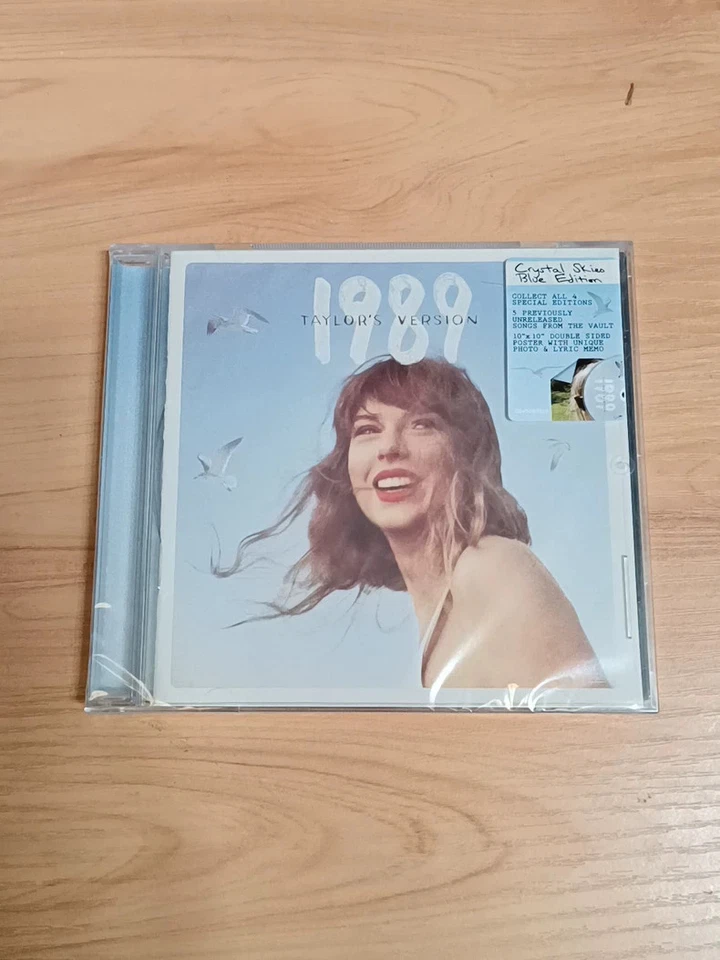 1989
TAYLOR'S VERSION
Crystal Skies
Blue Edition
COLLECT ALL 4
SPECIAL EDITIONS
5 PREVIOUSLY
UNRELEASED
SONGS FROM THE VAULT
10"x 10" DOUBLE SIDED
POSTER WITH UNIQUE
PHOTO & LYRIC MEMO